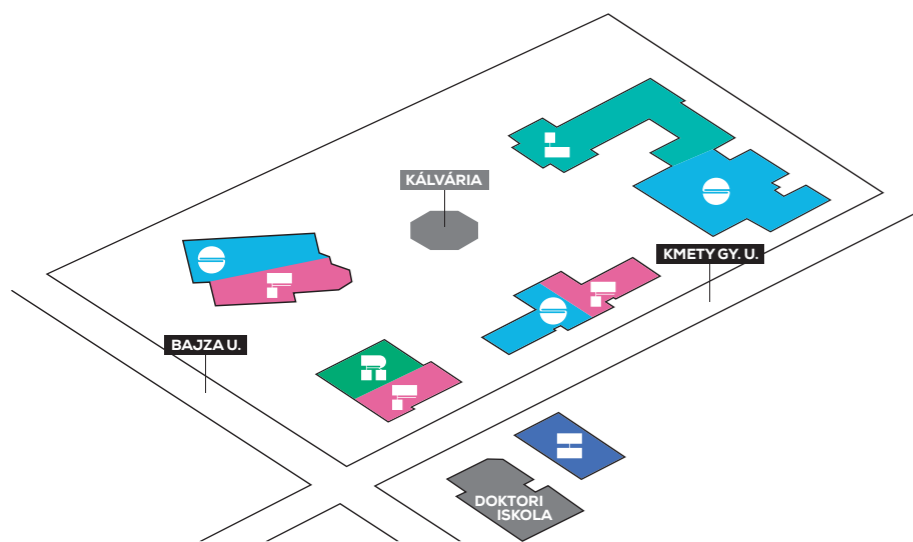 KÁLVÁRIA
KMETY GY. U.
BAJZA U.
DOKTORI
ISKOLA